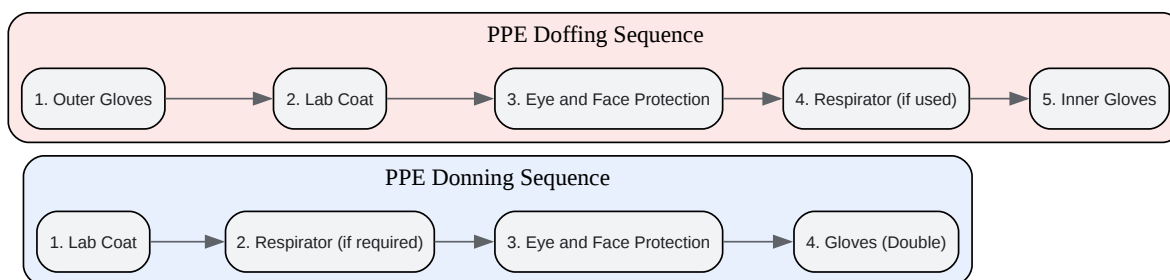 PPE Doffing Sequence
1. Outer Gloves
2. Lab Coat
3. Eye and Face Protection
4. Respirator (if used)
5. Inner Gloves
PPE Donning Sequence
1. Lab Coat
2. Respirator (if required)
3. Eye and Face Protection
4. Gloves (Double)